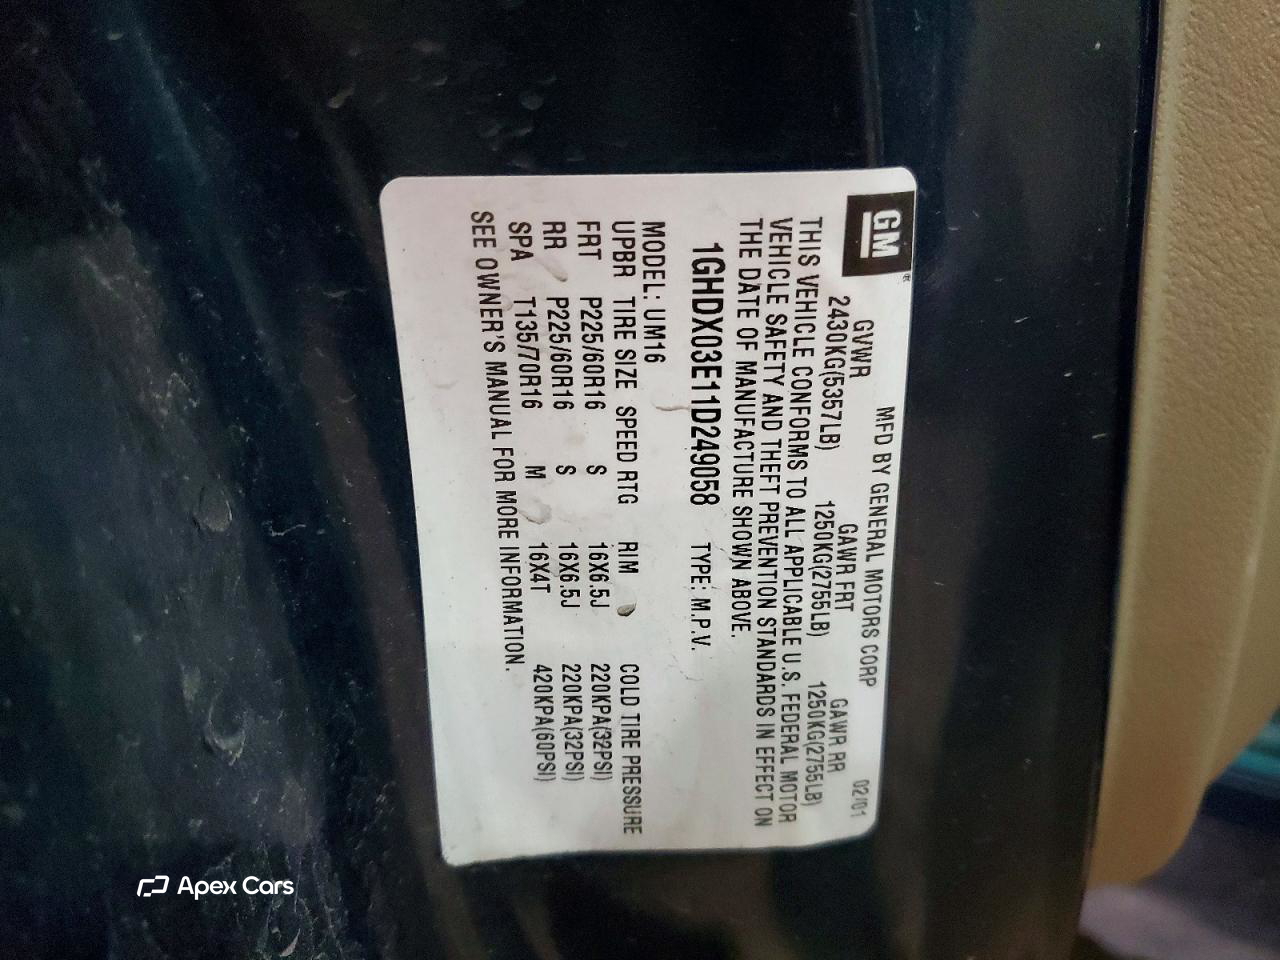 GM
MFD BY GENERAL MOTORS CORP 02/01
GVWR GAWR FRT GAWR RR
2430KG(5357LB) 1250KG(2755LB) 1250KG(2755LB)
THIS VEHICLE CONFORMS TO ALL APPLICABLE U.S. FEDERAL MOTOR
VEHICLE SAFETY AND THEFT PREVENTION STANDARDS IN EFFECT ON
THE DATE OF MANUFACTURE SHOWN ABOVE.
1GHDX03E11D249058 TYPE: M.P.V.
MODEL: UM16
UPBR TIRE SIZE SPEED RTG RIM COLD TIRE PRESSURE
FRT P225/60R16 S 16X6.5J 220KPA(32PSI)
RR P225/60R16 S 16X6.5J 220KPA(32PSI)
SPA T135/70R16 M 16X4T 420KPA(60PSI)
SEE OWNER'S MANUAL FOR MORE INFORMATION.
Apex Cars